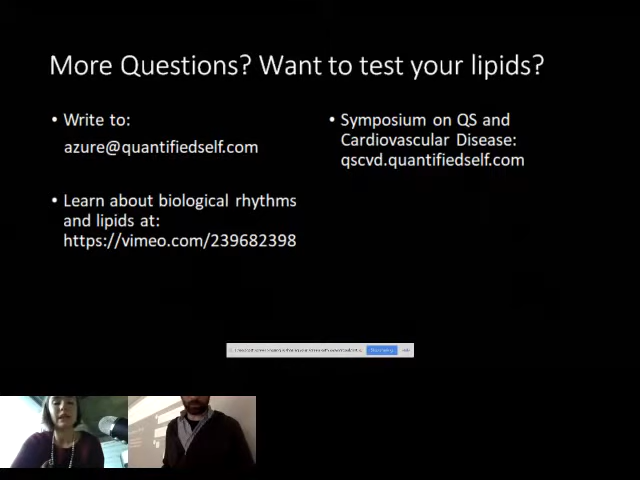 More Questions? Want to test your lipids?
• Write to:
azure@quantifiedself.com
• Learn about biological rhythms
and lipids at:
https://vimeo.com/239682398
• Symposium on QS and
Cardiovascular Disease:
qscvd.quantifiedself.com